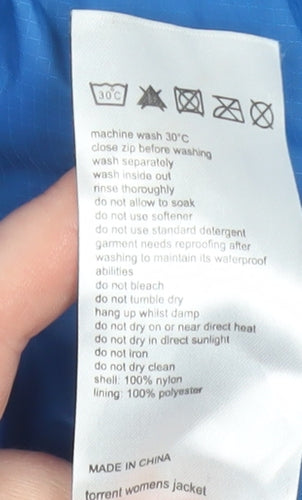 30°C
machine wash 30°C
close zip before washing
wash separately
wash inside out
rinse thoroughly
do not allow to soak
do not use softener
do not use standard detergent
garment needs reproofing after
washing to maintain its waterproof
abilities
do not bleach
do not tumble dry
hang up whilst damp
do not dry on or near direct heat
do not dry in direct sunlight
do not iron
do not dry clean
shell: 100% nylon
lining: 100% polyester
MADE IN CHINA
torrent womens jacket